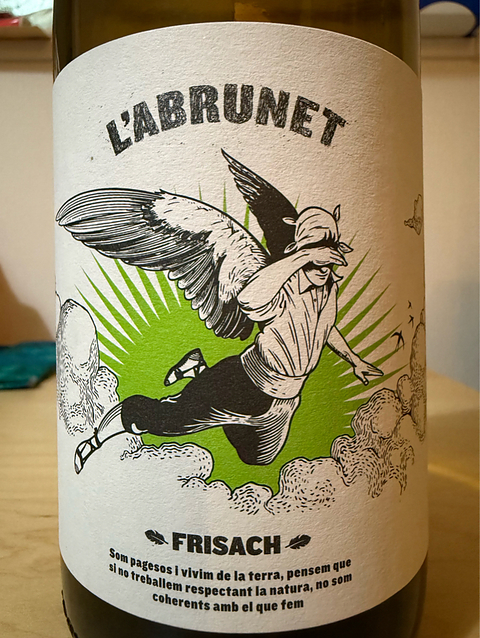 L'ABRUNET
FRISACH
Som pagesos i vivim de la terra, pensem que
si no treballem respectant la natura, no som
coherents amb el que fem